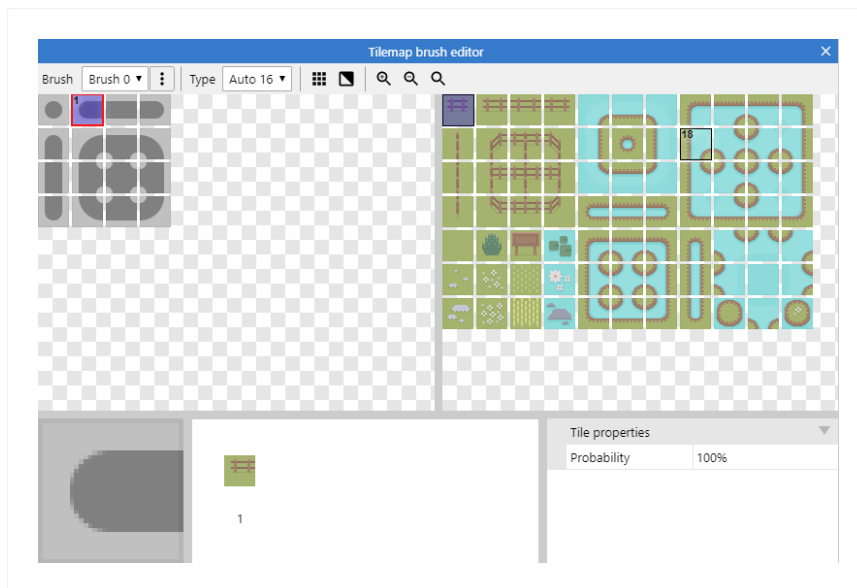 Tilemap brush editor
Brush Brush 0 Type Auto 16
1
18
Tile properties
Probability 100%
1